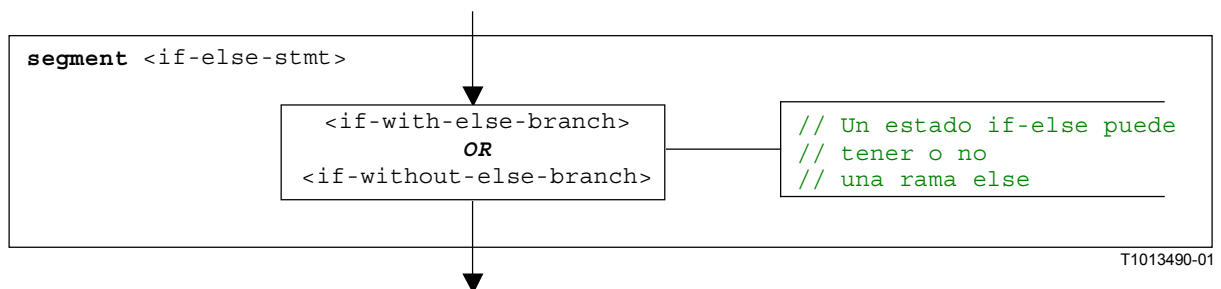 segment <if-else-stmt>
<if-with-else-branch>
OR
<if-without-else-branch>
// Un estado if-else puede
// tener o no
// una rama else
T1013490-01